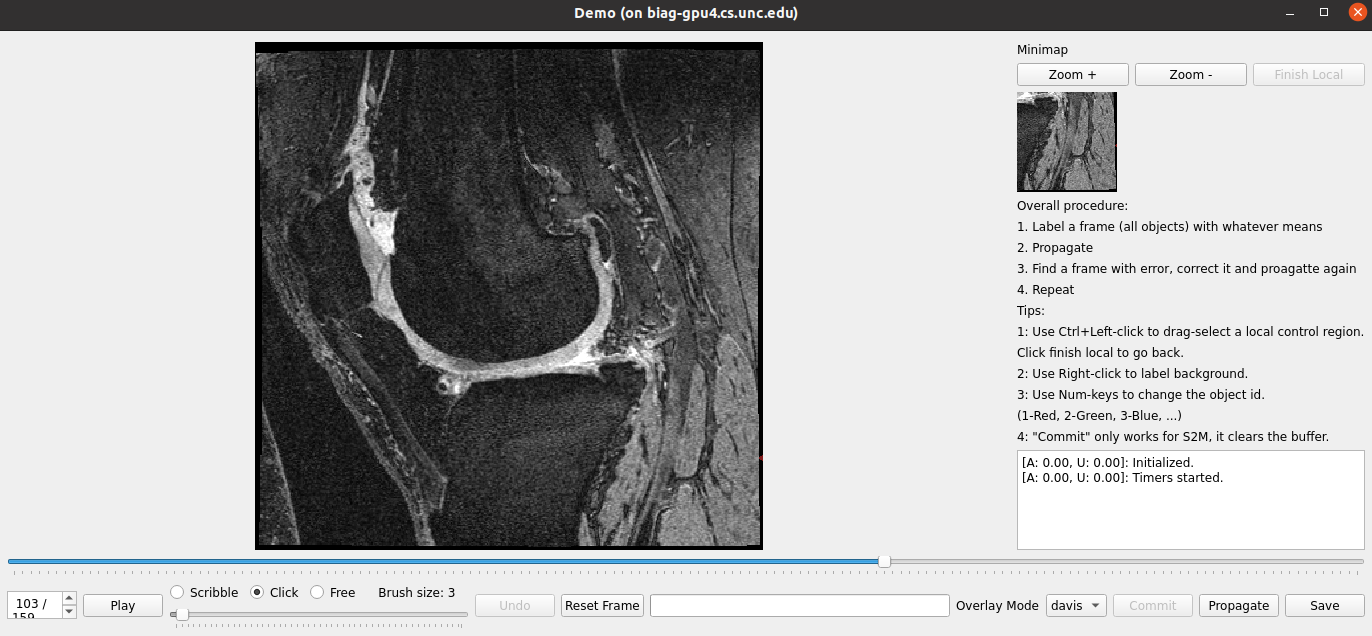 Demo (on biag-gpu4.cs.unc.edu)
Minimap
Zoom + Zoom - Finish Local
Overall procedure:
1. Label a frame (all objects) with whatever means
2. Propagate
3. Find a frame with error, correct it and proagatte again
4. Repeat
Tips:
1: Use Ctrl+Left-click to drag-select a local control region.
Click finish local to go back.
2: Use Right-click to label background.
3: Use Num-keys to change the object id.
(1-Red, 2-Green, 3-Blue, ...)
4: "Commit" only works for S2M, it clears the buffer.
[A: 0.00, U: 0.00]: Initialized.
[A: 0.00, U: 0.00]: Timers started.
103 /
159
Play
Scribble Click Free Brush size: 3
Undo Reset Frame Overlay Mode davis Commit Propagate Save